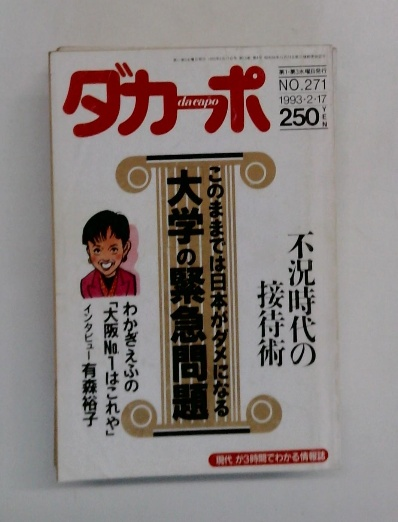 第1・第3水曜日発行
NO.271
1993・2・17
250YEN
ダカーポ
da capo
このままでは日本がダメになる
大学の緊急問題
不況時代の
接待術
わかぎえふの
「大阪No.1はこれや」
インタビュー 有森裕子
現代が3時間でわかる情報誌